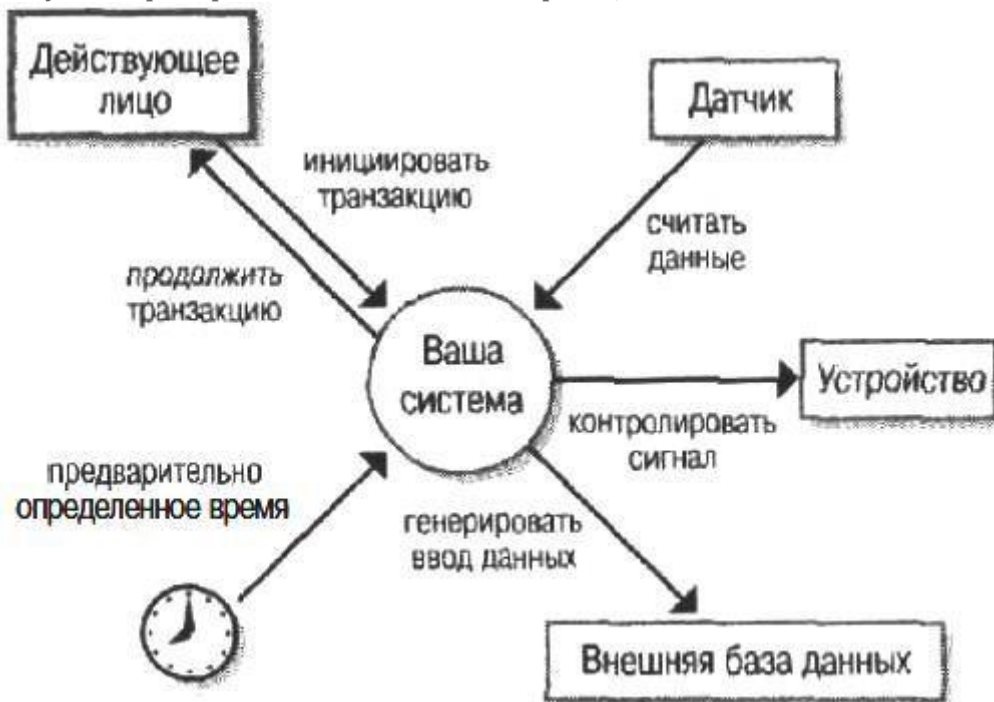 Действующее
лицо
Датчик
инициировать
транзакцию
считать
данные
продолжить
транзакцию
Ваша
система
Устройство
контролировать
сигнал
предварительно
определенное время
генерировать
ввод данных
Внешняя база данных